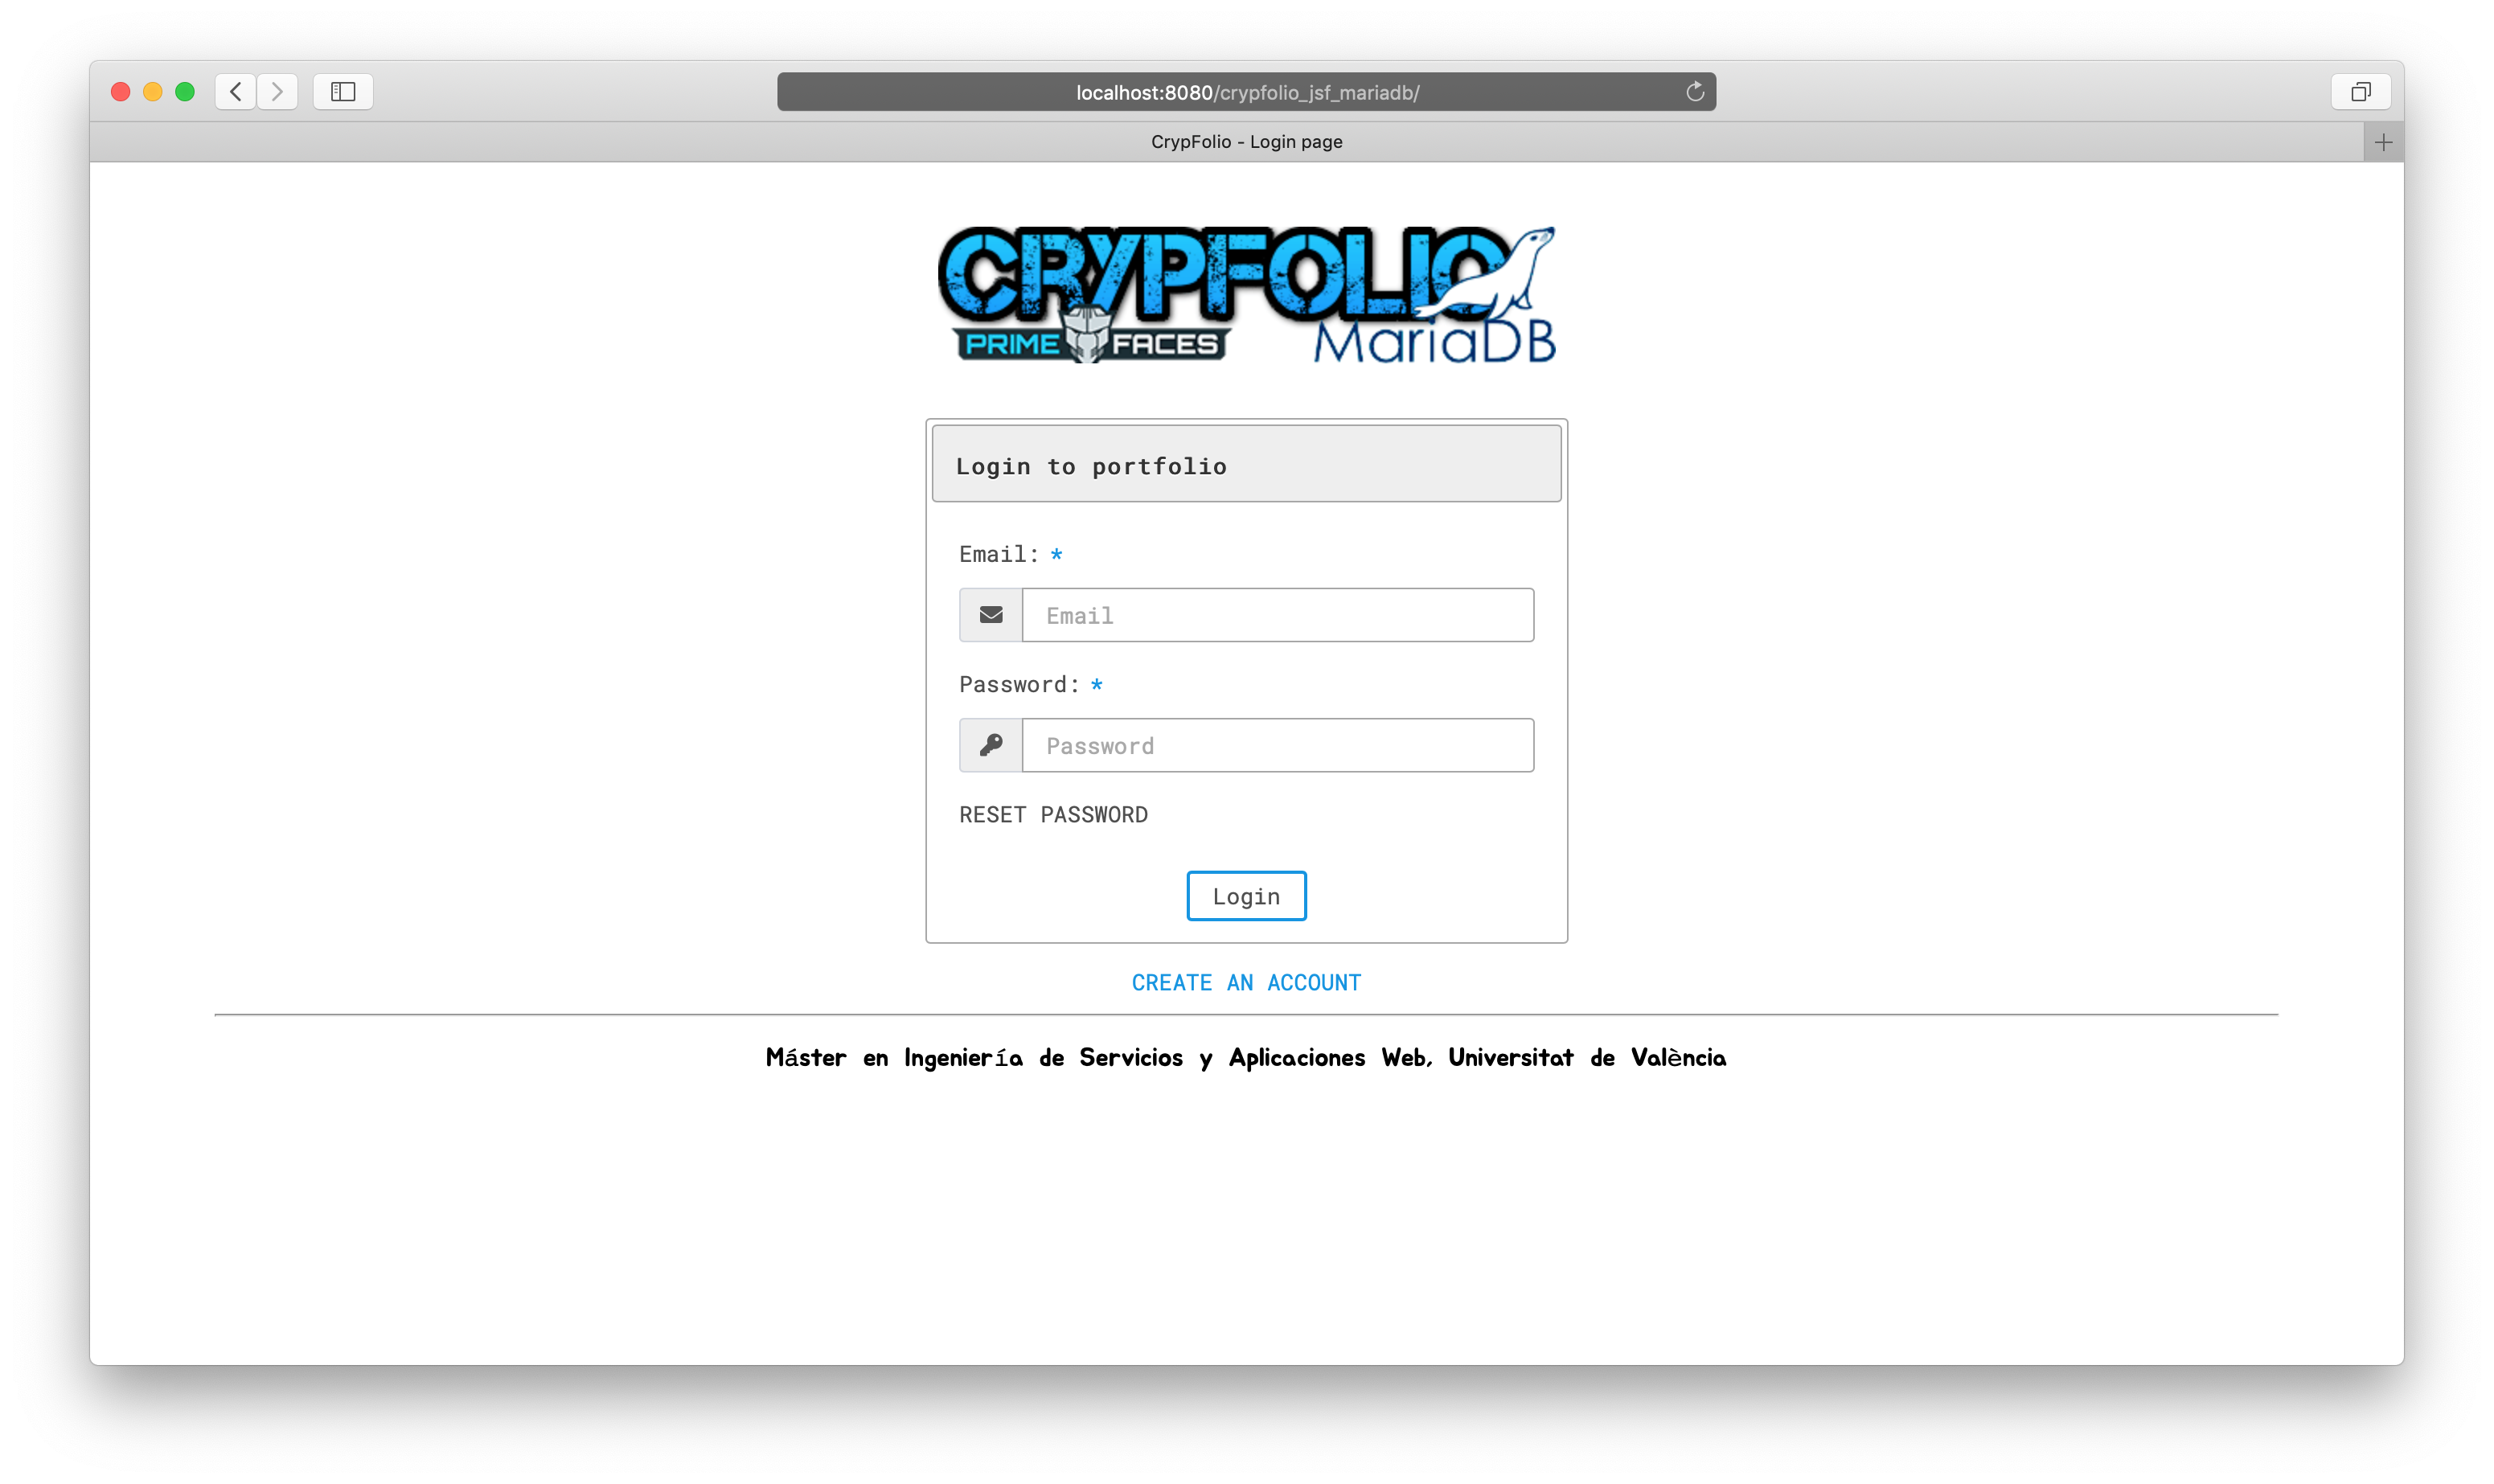 localhost:8080/crypfolio_jsf_mariadb/
CrypFolio - Login page
CRYPFOLIO
PRIME FACES
MariaDB
Login to portfolio
Email: *
Email
Password: *
Password
RESET PASSWORD
Login
CREATE AN ACCOUNT
Máster en Ingeniería de Servicios y Aplicaciones Web, Universitat de València